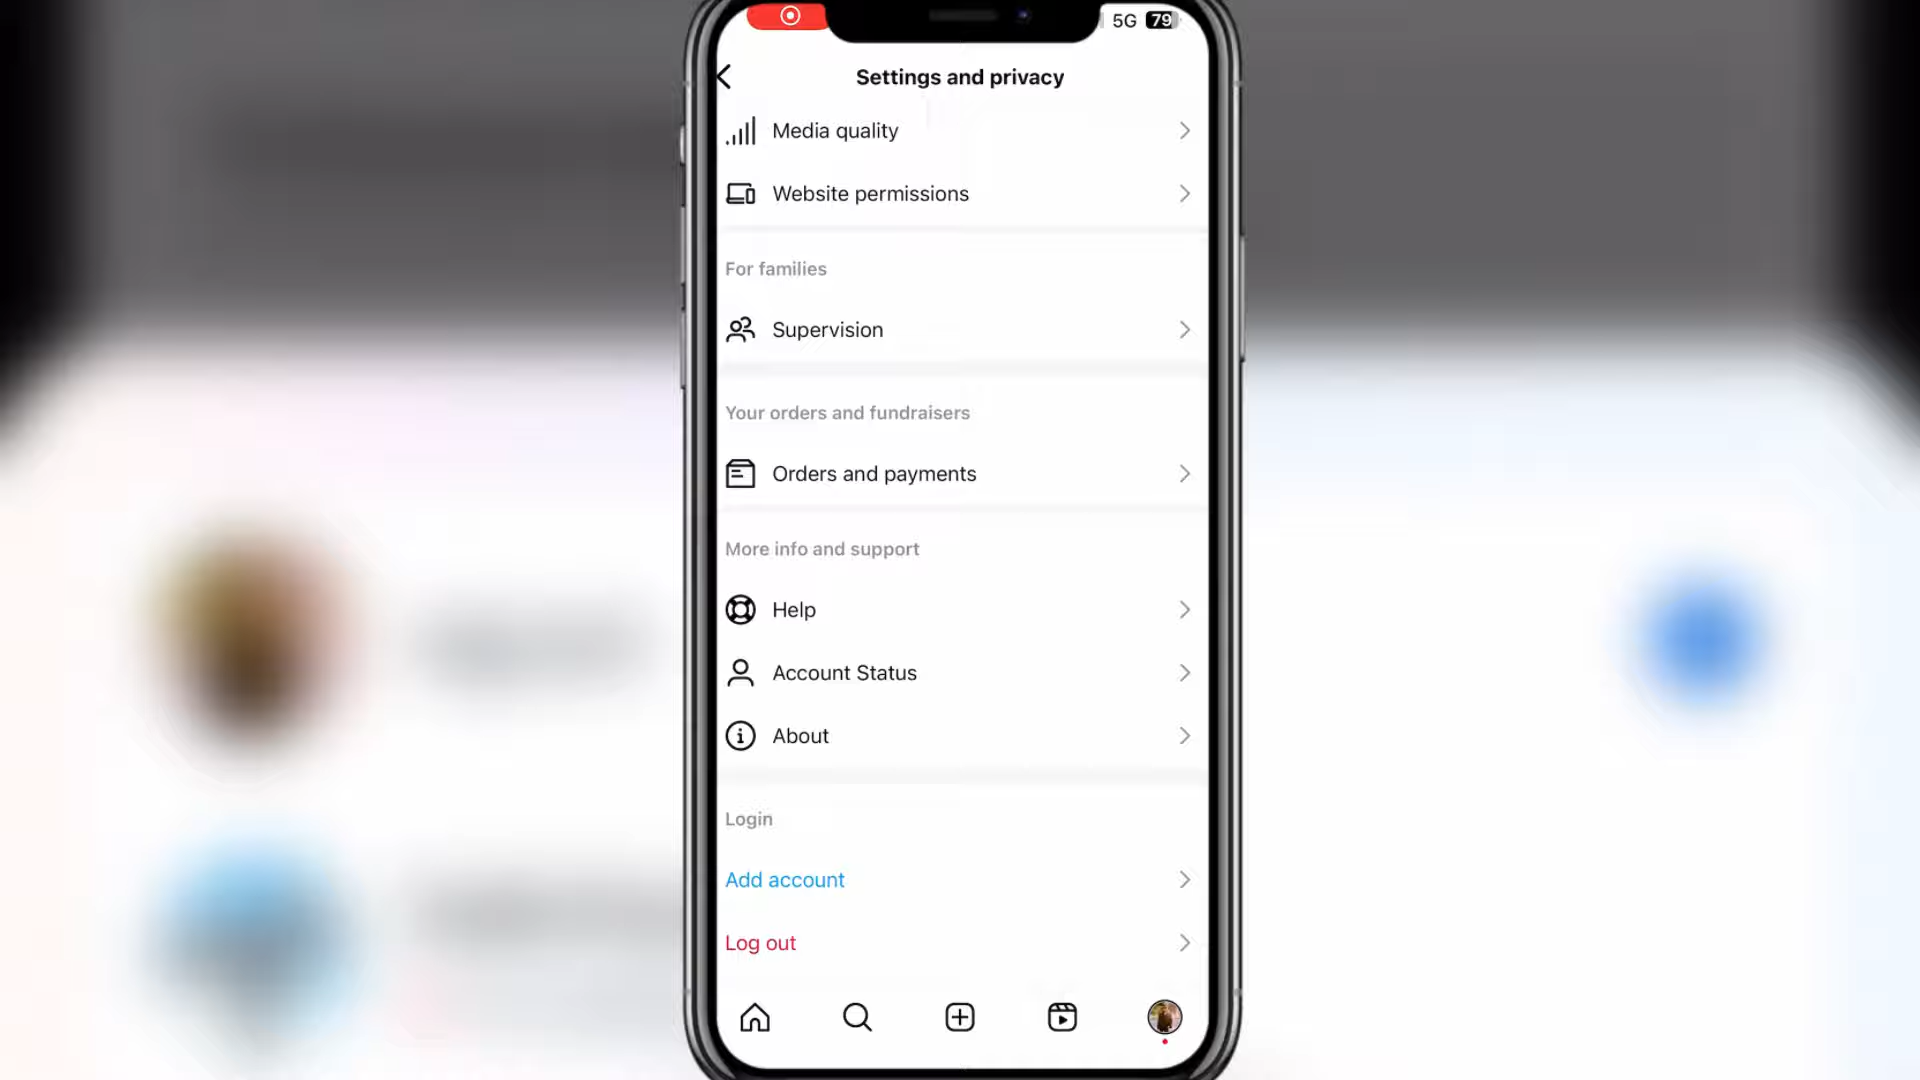 5G 79
Settings and privacy
Media quality
Website permissions
For families
Supervision
Your orders and fundraisers
Orders and payments
More info and support
Help
Account Status
About
Login
Add account
Log out